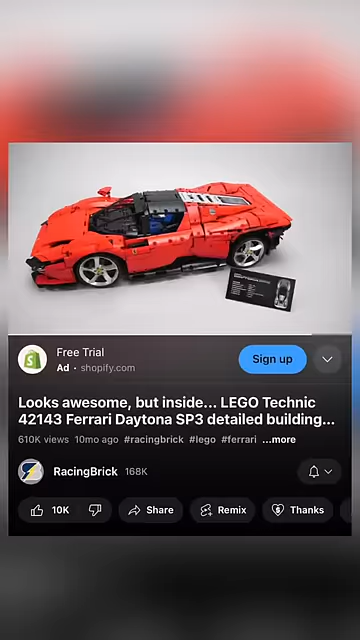 Free Trial
Ad · shopify.com
Sign up
Looks awesome, but inside... LEGO Technic
42143 Ferrari Daytona SP3 detailed building...
610K views 10mo ago #racingbrick #lego #ferrari ...more
RacingBrick 168K
10K Share Remix Thanks